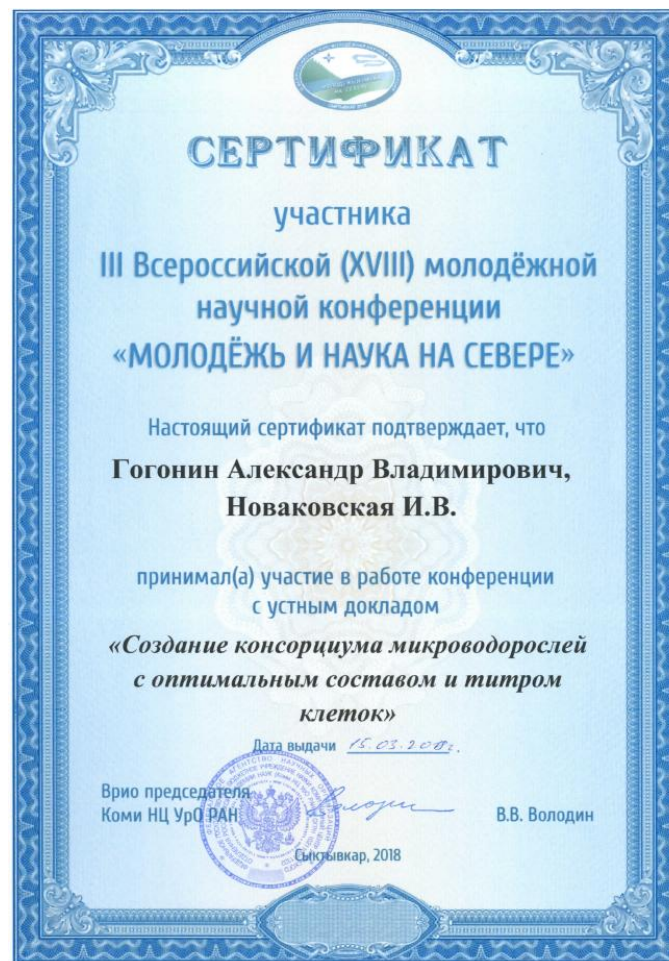 СЕРТИФИКАТ
участника
III Всероссийской (XVIII) молодёжной
научной конференции
«МОЛОДЁЖЬ И НАУКА НА СЕВЕРЕ»
Настоящий сертификат подтверждает, что
Гогонин Александр Владимирович,
Новаковская И.В.
принимал(а) участие в работе конференции
с устным докладом
«Создание консорциума микроводорослей
с оптимальным составом и титром
клеток»
Дата выдачи 15.03.2018г.
Врио председателя
Коми НЦ УрО РАН
В.В. Володин
Сыктывкар, 2018